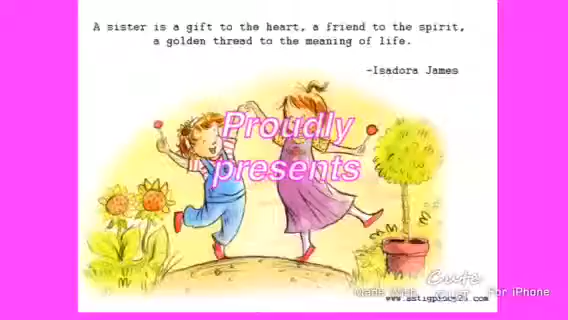 A sister is a gift to the heart, a friend to the spirit,
a golden thread to the meaning of life.
-Isadora James
Proudly
presents
Cute
Made With
For iPhone